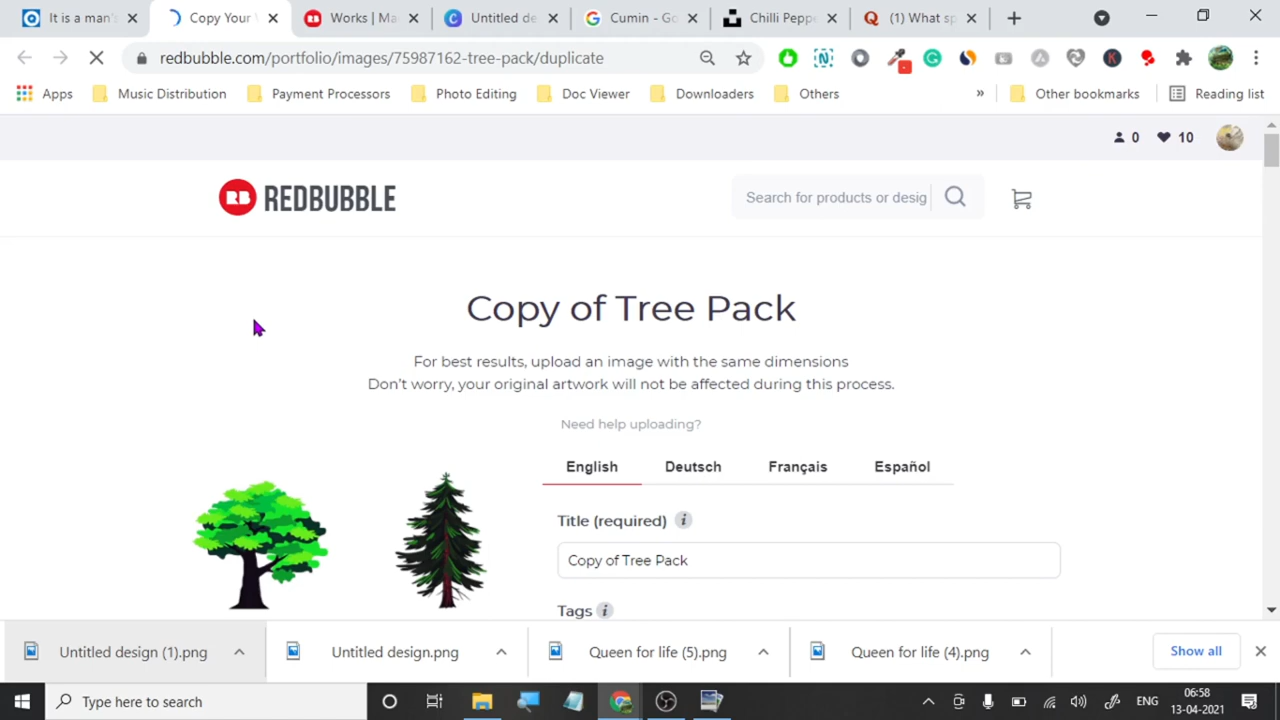 It is a man's
Copy Your
Works | Ma
Untitled de
Cumin - Go
Chilli Peppe
(1) What sp
redbubble.com/portfolio/images/75987162-tree-pack/duplicate
Apps
Music Distribution
Payment Processors
Photo Editing
Doc Viewer
Downloaders
Others
»
Other bookmarks
Reading list
0
10
RB REDBUBBLE
Search for products or desig
Copy of Tree Pack
For best results, upload an image with the same dimensions
Don't worry, your original artwork will not be affected during this process.
Need help uploading?
English
Deutsch
Français
Español
Title (required)
Copy of Tree Pack
Tags
Untitled design (1).png
Untitled design.png
Queen for life (5).png
Queen for life (4).png
Show all
Type here to search
ENG
06:58
13-04-2021